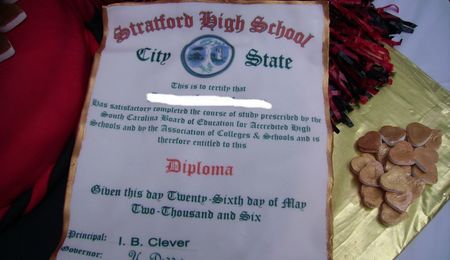 Stratford High School
City State
This is to certify that
Has satisfactory completed the course of study prescribed by the
South Carolina Board of Education for Accredited High
Schools and by the Association of Colleges & Schools and is
therefore entitled to this
Diploma
Given this day Twenty-Sixth day of May
Two-Thousand and Six
Principal: I. B. Clever
Governor: